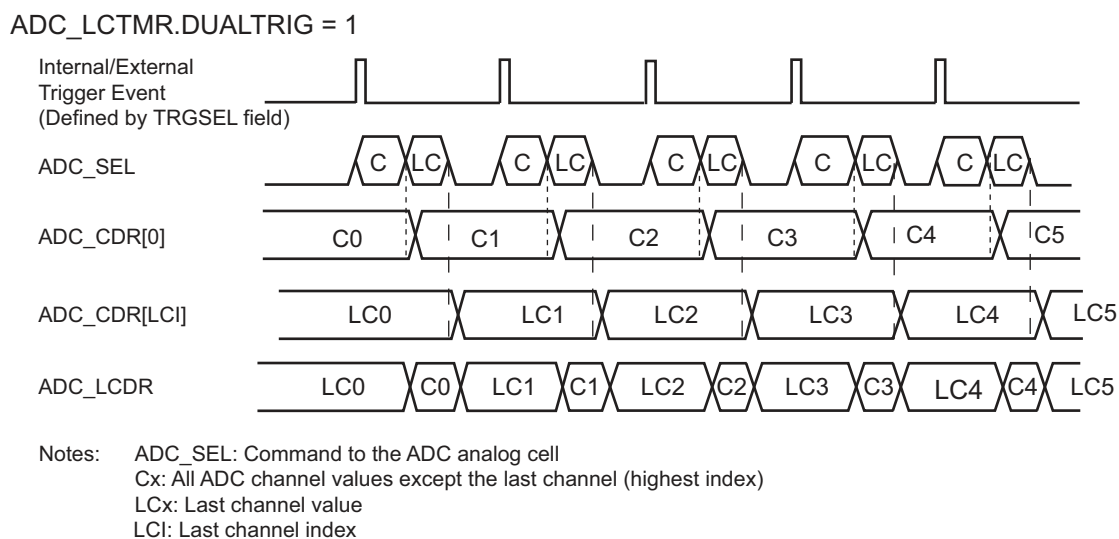 ADC_LCTMR.DUALTRIG = 1
Internal/External
Trigger Event
(Defined by TRGSEL field)
ADC_SEL C LC C LC C LC C LC C LC
ADC_CDR[0] C0 C1 C2 C3 C4 C5
ADC_CDR[LCI] LC0 LC1 LC2 LC3 LC4 LC5
ADC_LCDR LC0 C0 LC1 C1 LC2 C2 LC3 C3 LC4 C4 LC5
Notes: ADC_SEL: Command to the ADC analog cell
Cx: All ADC channel values except the last channel (highest index)
LCx: Last channel value
LCI: Last channel index